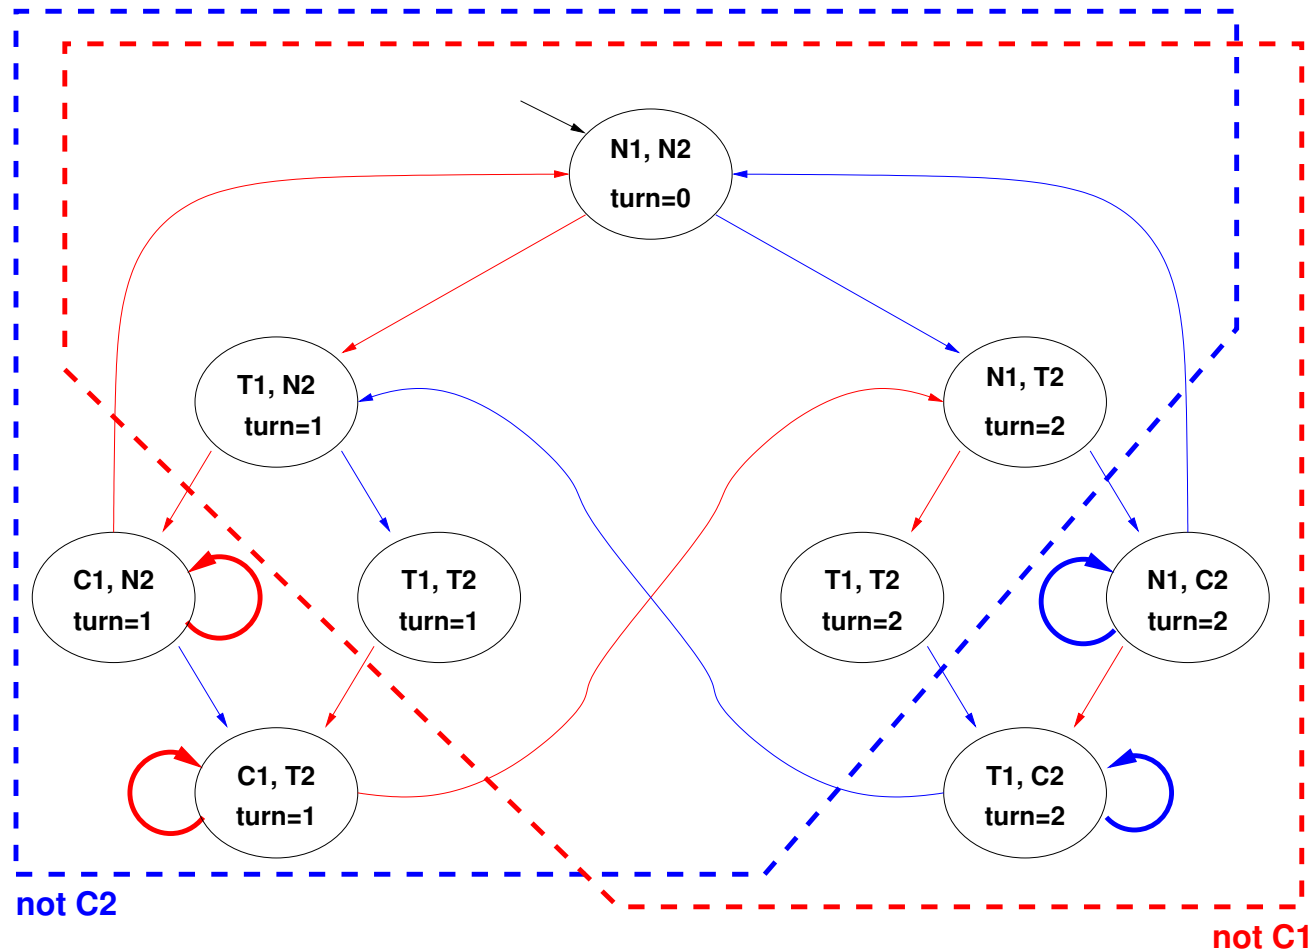 N1, N2
turn=0
T1, N2
turn=1
N1, T2
turn=2
C1, N2
turn=1
T1, T2
turn=1
T1, T2
turn=2
N1, C2
turn=2
C1, T2
turn=1
T1, C2
turn=2
not C2
not C1